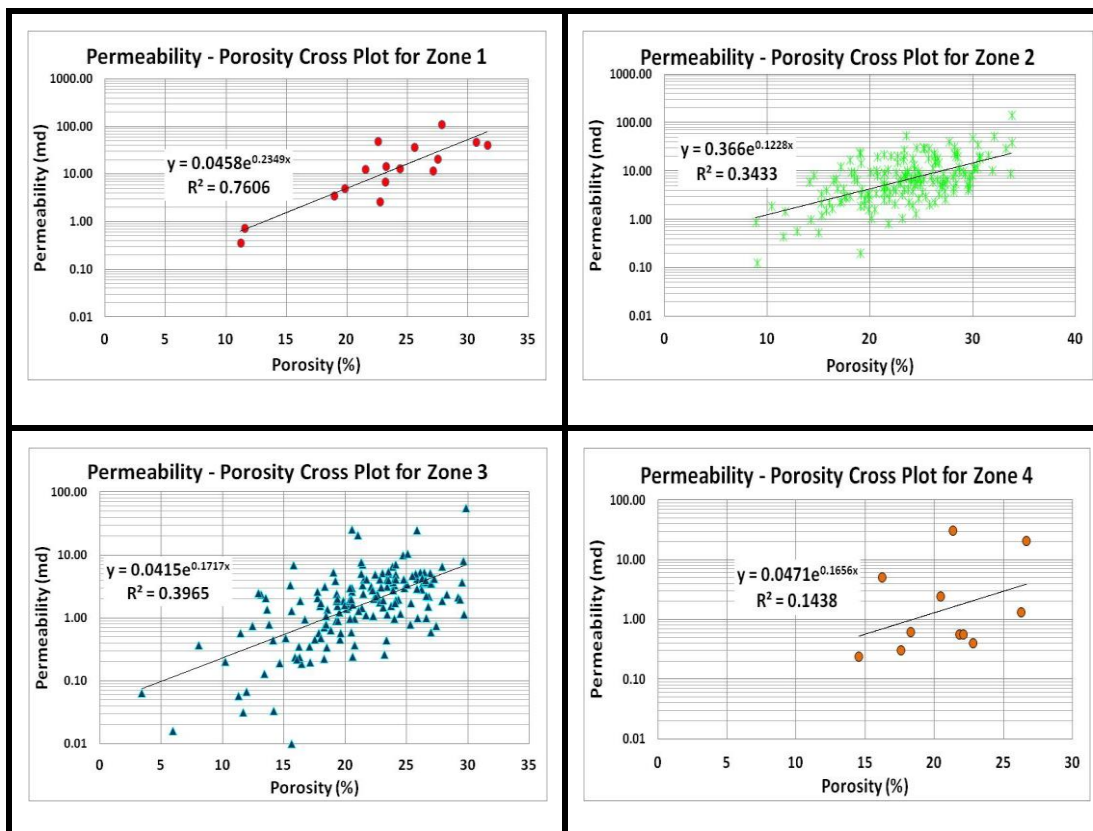 Permeability - Porosity Cross Plot for Zone 1
1000.00
100.00
10.00
1.00
0.10
0.01
Permeability (md)
y = 0.0458e^0.2349x
R² = 0.7606
0 5 10 15 20 25 30 35
Porosity (%)
Permeability - Porosity Cross Plot for Zone 2
1000.00
100.00
10.00
1.00
0.10
0.01
Permeability (md)
y = 0.366e^0.1228x
R² = 0.3433
0 10 20 30 40
Porosity (%)
Permeability - Porosity Cross Plot for Zone 3
100.00
10.00
1.00
0.10
0.01
Permeability (md)
y = 0.0415e^0.1717x
R² = 0.3965
0 5 10 15 20 25 30 35
Porosity (%)
Permeability - Porosity Cross Plot for Zone 4
100.00
10.00
1.00
0.10
0.01
Permeability (md)
y = 0.0471e^0.1656x
R² = 0.1438
0 5 10 15 20 25 30
Porosity (%)